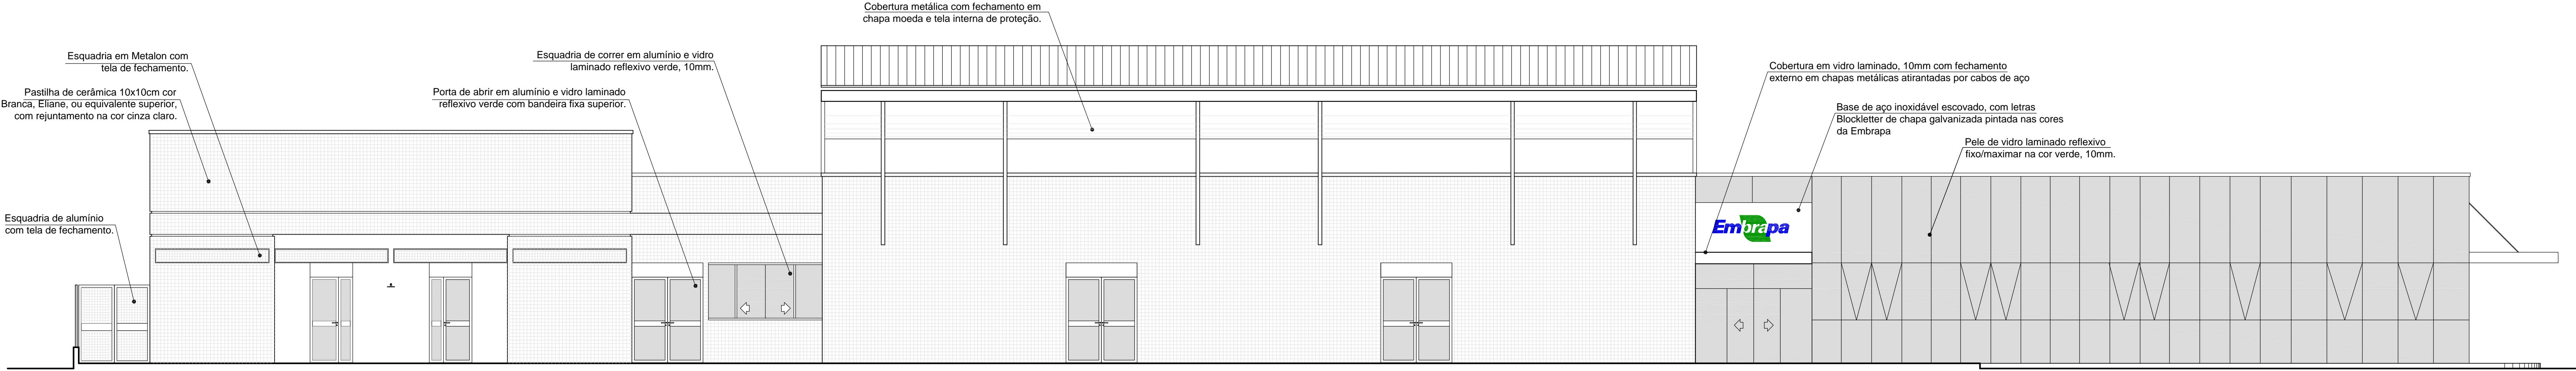 Cobertura metálica com fechamento em
chapa moeda e tela interna de proteção.
Esquadria em Metalon com
tela de fechamento.
Esquadria de correr em alumínio e vidro
laminado reflexivo verde, 10mm.
Cobertura em vidro laminado, 10mm com fechamento
externo em chapas metálicas atirantadas por cabos de aço
Pastilha de cerâmica 10x10cm cor
Branca, Eliane, ou equivalente superior,
com rejuntamento na cor cinza claro.
Porta de abrir em alumínio e vidro laminado
reflexivo verde com bandeira fixa superior.
Base de aço inoxidável escovado, com letras
Blockletter de chapa galvanizada pintada nas cores
da Embrapa
Pele de vidro laminado reflexivo
fixo/maximar na cor verde, 10mm.
Esquadria de alumínio
com tela de fechamento.
Embrapa